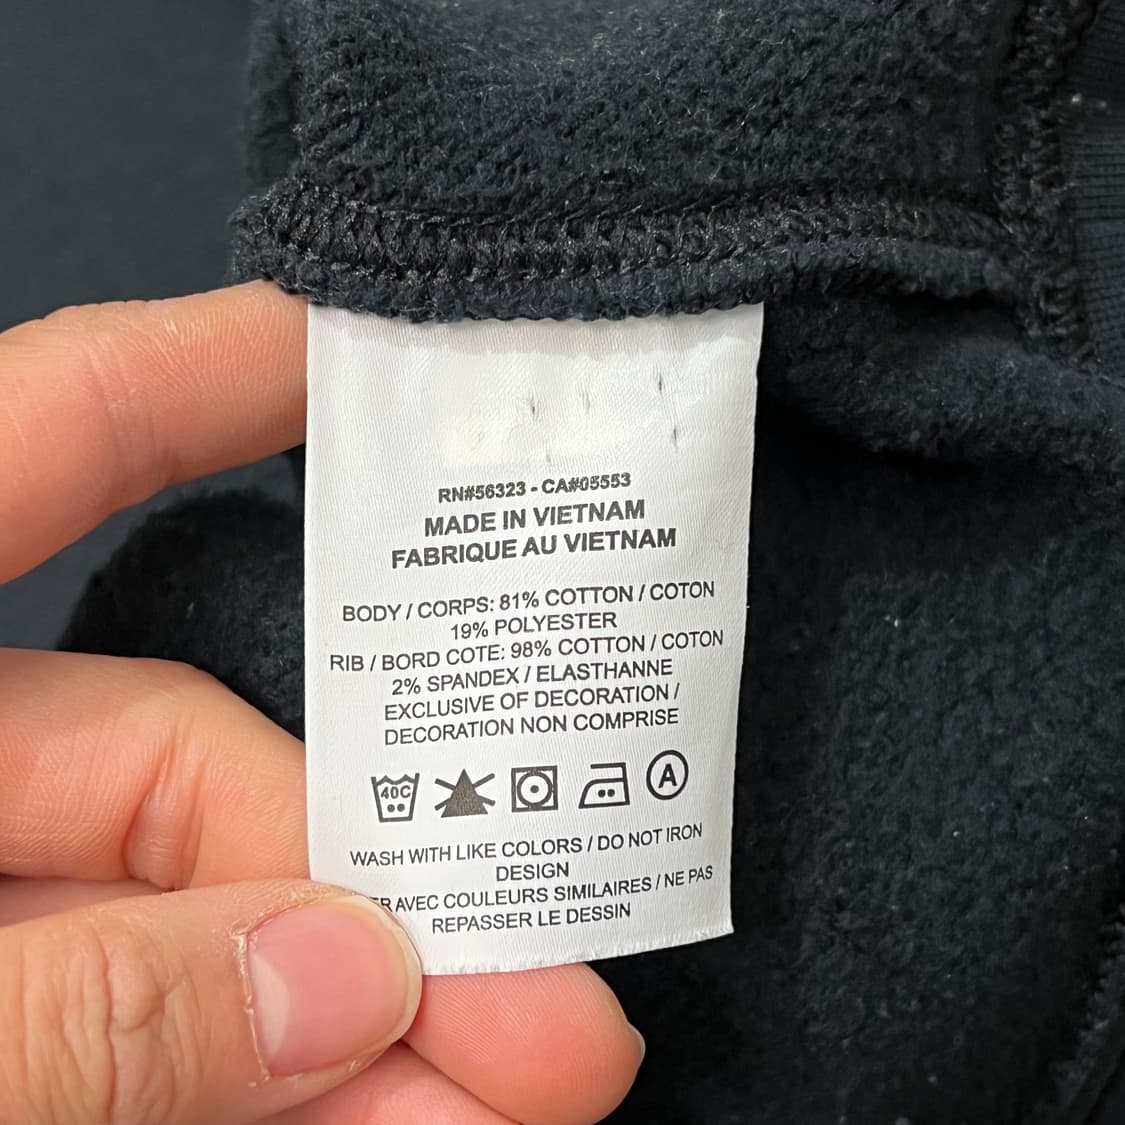 RN#56323 - CA#05553
MADE IN VIETNAM
FABRIQUE AU VIETNAM
BODY / CORPS: 81% COTTON / COTON
19% POLYESTER
RIB / BORD COTE: 98% COTTON / COTON
2% SPANDEX / ELASTHANNE
EXCLUSIVE OF DECORATION /
DECORATION NON COMPRISE
40C
A
WASH WITH LIKE COLORS / DO NOT IRON
DESIGN
AVEC COULEURS SIMILAIRES / NE PAS
REPASSER LE DESSIN